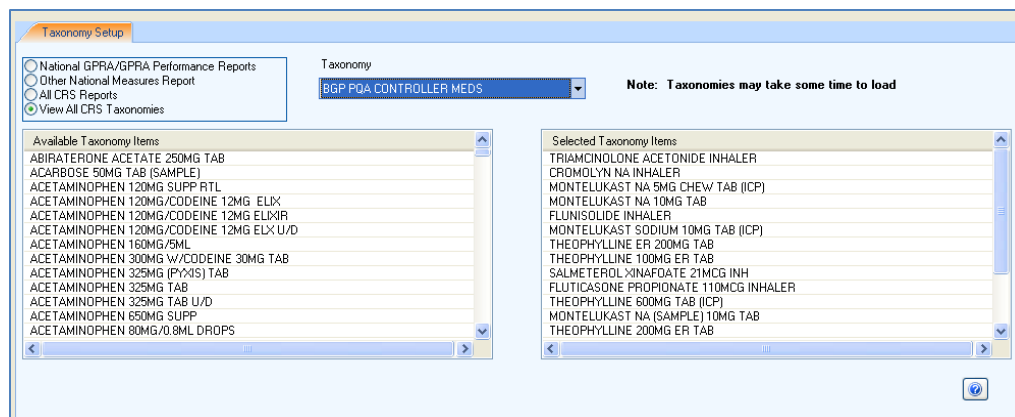 Taxonomy Setup
National GPRA/GPRA Performance Reports
Other National Measures Report
All CRS Reports
View All CRS Taxonomies
Taxonomy
BGP PQA CONTROLLER MEDS
Note: Taxonomies may take some time to load
Available Taxonomy Items
ABIRATERONE ACETATE 250MG TAB
ACARBOSE 50MG TAB (SAMPLE)
ACETAMINOPHEN 120MG SUPP RTL
ACETAMINOPHEN 120MG/CODEINE 12MG ELIX
ACETAMINOPHEN 120MG/CODEINE 12MG ELIXIR
ACETAMINOPHEN 120MG/CODEINE 12MG ELX U/D
ACETAMINOPHEN 160MG/5ML
ACETAMINOPHEN 300MG W/CODEINE 30MG TAB
ACETAMINOPHEN 325MG (PYXIS) TAB
ACETAMINOPHEN 325MG TAB
ACETAMINOPHEN 325MG TAB U/D
ACETAMINOPHEN 650MG SUPP
ACETAMINOPHEN 80MG/0.8ML DROPS
Selected Taxonomy Items
TRIAMCINOLONE ACETONIDE INHALER
CROMOLYN NA INHALER
MONTELUKAST NA 5MG CHEW TAB (ICP)
MONTELUKAST NA 10MG TAB
FLUNISOLIDE INHALER
MONTELUKAST SODIUM 10MG TAB (ICP)
THEOPHYLLINE ER 200MG TAB
THEOPHYLLINE 100MG ER TAB
SALMETEROL XINAFOATE 21MCG INH
FLUTICASONE PROPIONATE 110MCG INHALER
THEOPHYLLINE 600MG TAB (ICP)
MONTELUKAST NA (SAMPLE) 10MG TAB
THEOPHYLLINE 200MG ER TAB